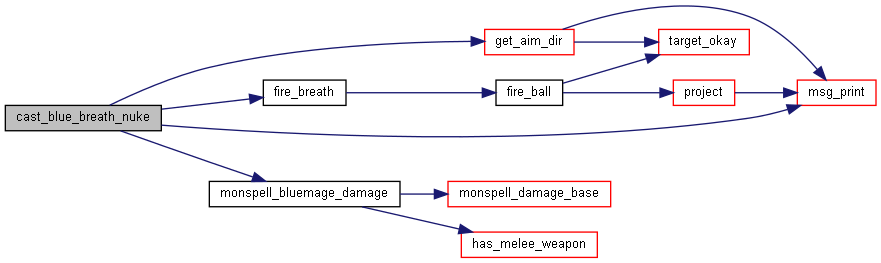 get_aim_dir
target_okay
fire_breath
fire_ball
project
msg_print
cast_blue_breath_nuke
monspell_bluemage_damage
monspell_damage_base
has_melee_weapon